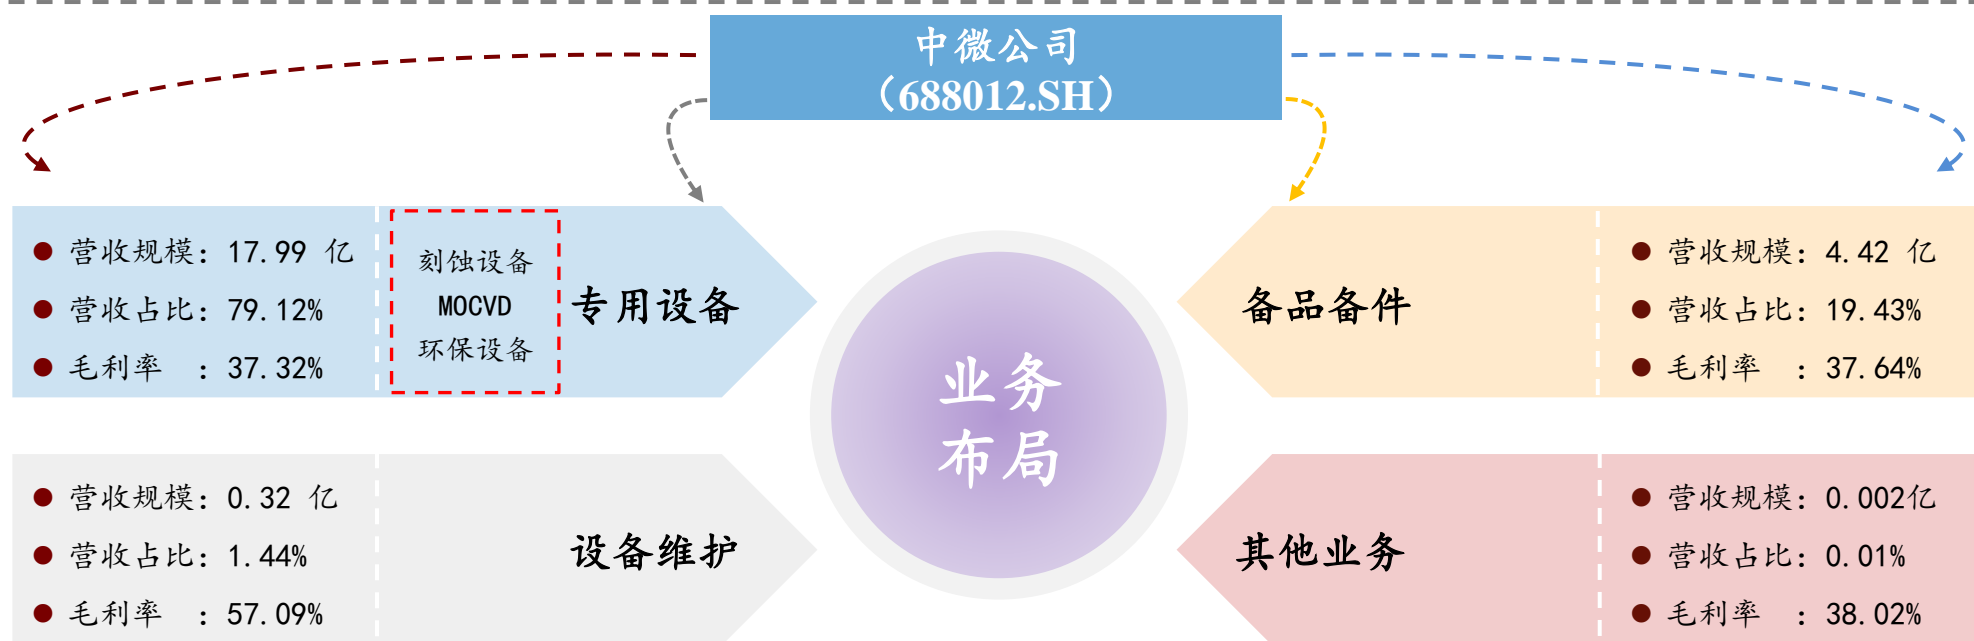 中微公司
（688012.SH）
营收规模：17.99 亿
营收占比：79.12%
毛利率 ：37.32%
刻蚀设备
MOCVD
环保设备
专用设备
备品备件
营收规模：4.42 亿
营收占比：19.43%
毛利率 ：37.64%
业务
布局
营收规模：0.32 亿
营收占比：1.44%
毛利率 ：57.09%
设备维护
其他业务
营收规模：0.002亿
营收占比：0.01%
毛利率 ：38.02%